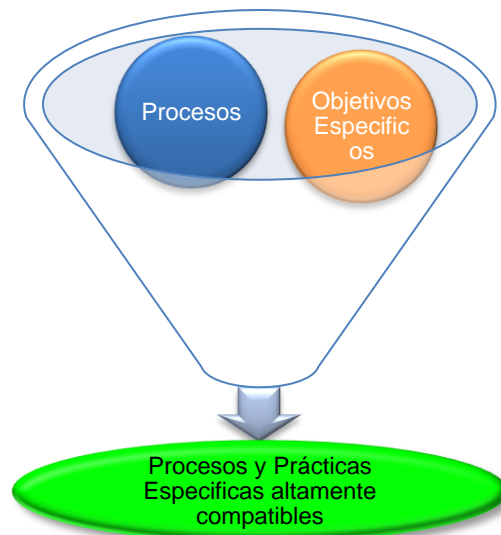 Procesos
Objetivos
Especific
os
Procesos y Prácticas
Especificas altamente
compatibles